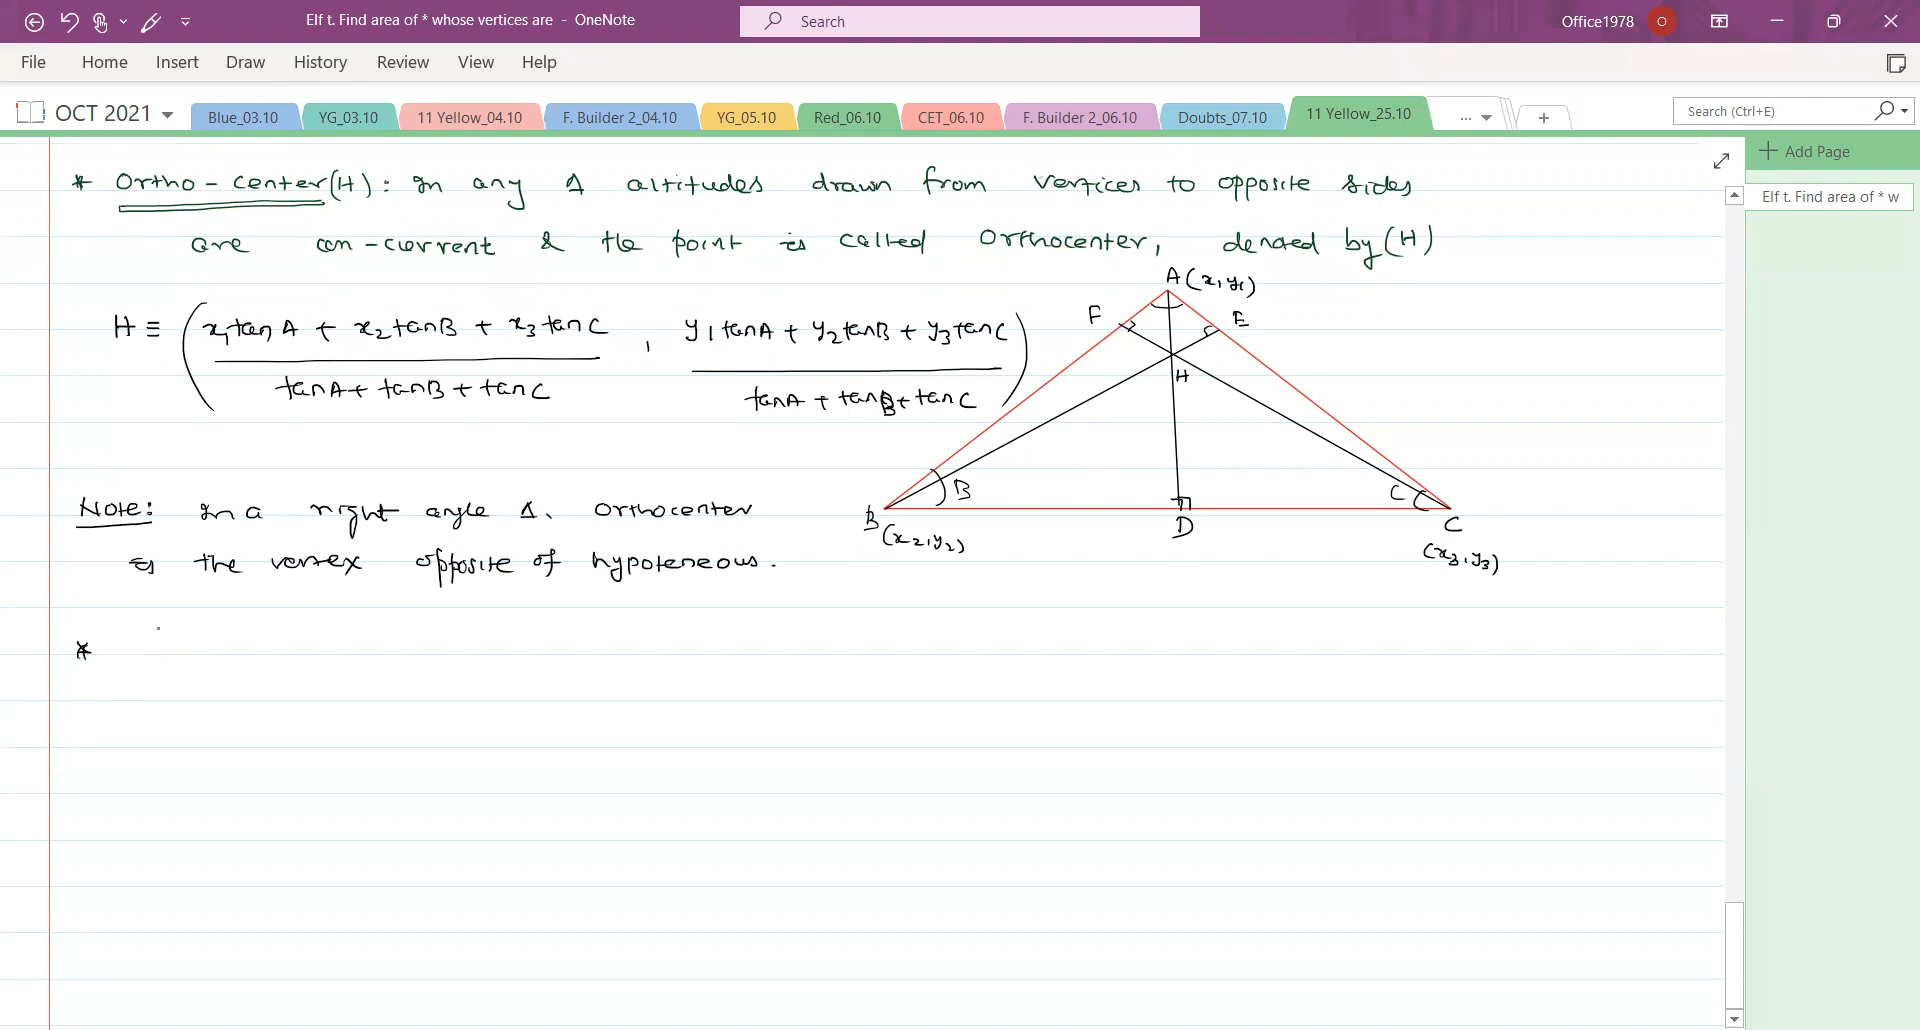 Elf t. Find area of * whose vertices are - OneNote
Search
Office1978
O
File Home Insert Draw History Review View Help
OCT 2021
Blue_03.10 YG_03.10 11 Yellow_04.10 F. Builder 2_04.10 YG_05.10 Red_06.10 CET_06.10 F. Builder 2_06.10 Doubts_07.10 11 Yellow_25.10 ... +
Search (Ctrl+E)
Add Page
Elf t. Find area of * w
* Ortho-center(H): In any Δ altitudes drawn from vertices to opposite sides
are con-current & the point is called Orthocenter, denoted by (H)
H ≡ ( x₁tanA + x₂tanB + x₃tanC / tanA + tanB + tanC , y₁tanA + y₂tanB + y₃tanC / tanA + tanB + tanC )
A(x₁,y₁)
F
E
H
B
C
B
(x₂,y₂)
D
C
(x₃,y₃)
Note: In a right angle Δ, orthocenter
is the vertex opposite of hypoteneous.
*